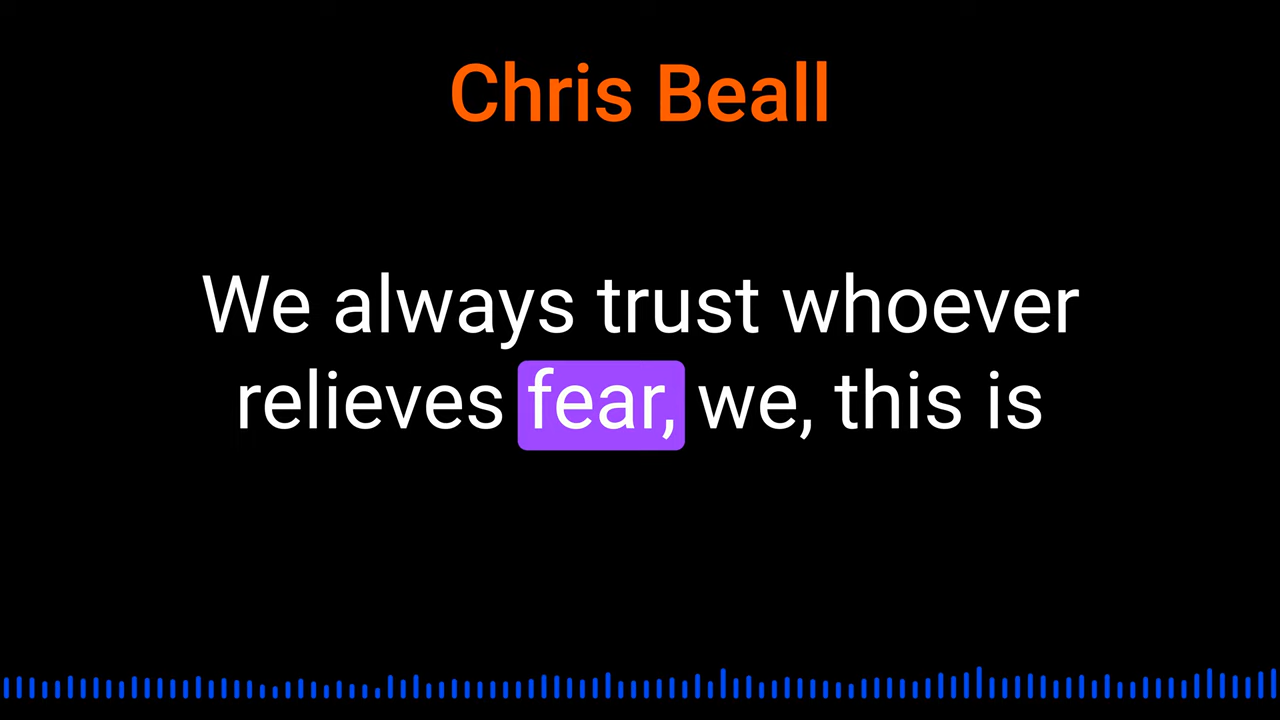 Chris Beall
We always trust whoever
relieves fear, we, this is